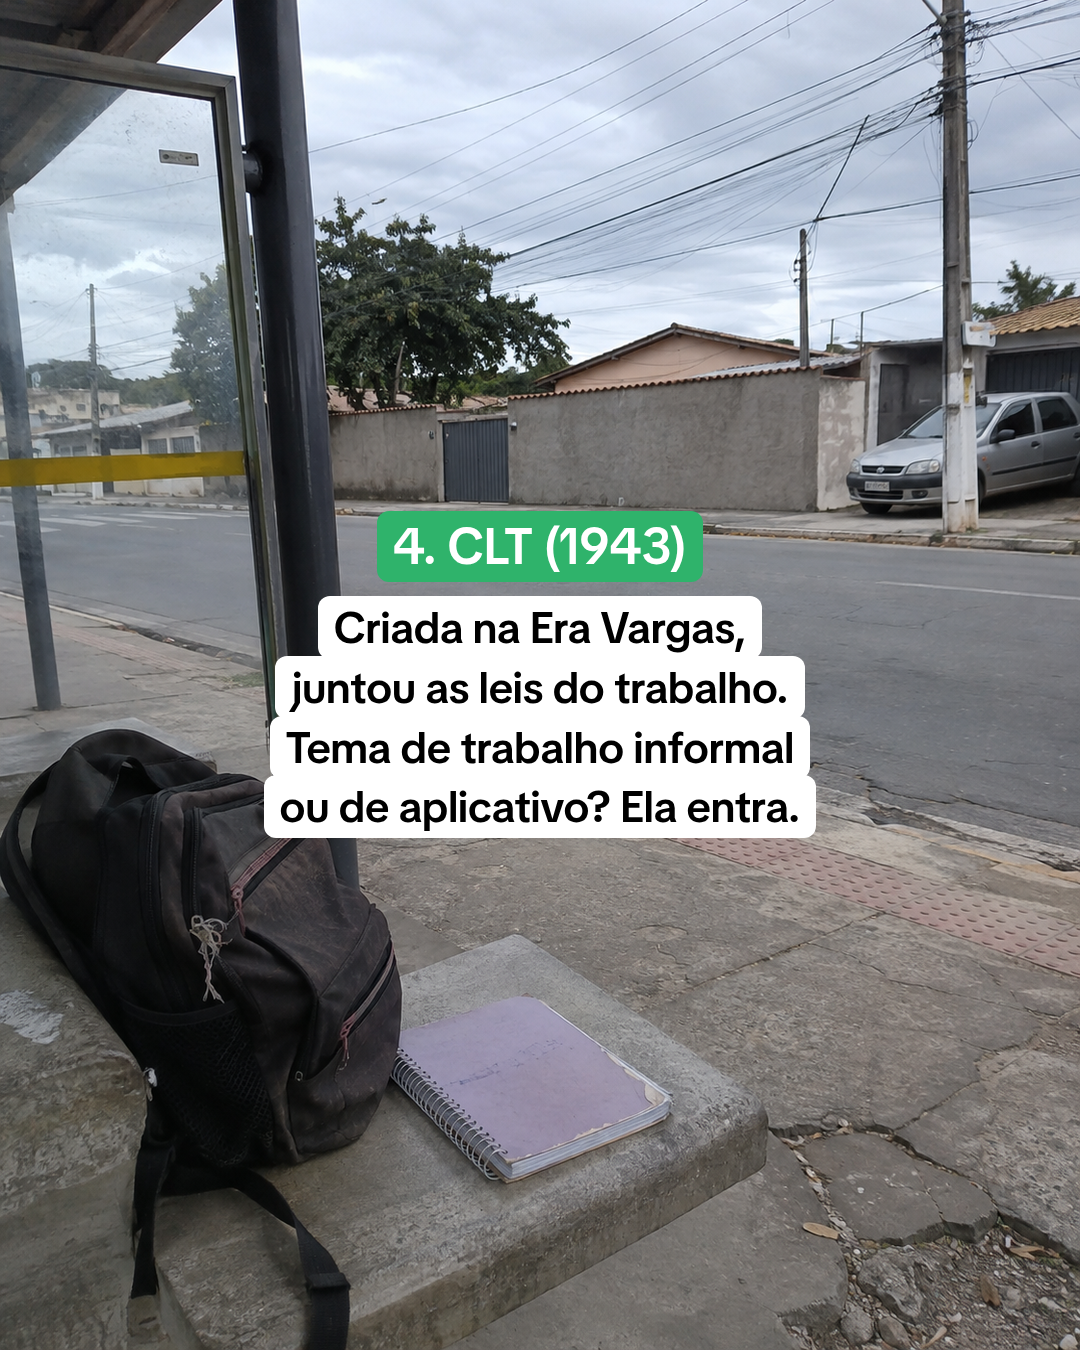 4. CLT (1943)
Criada na Era Vargas,
juntou as leis do trabalho.
Tema de trabalho informal
ou de aplicativo? Ela entra.